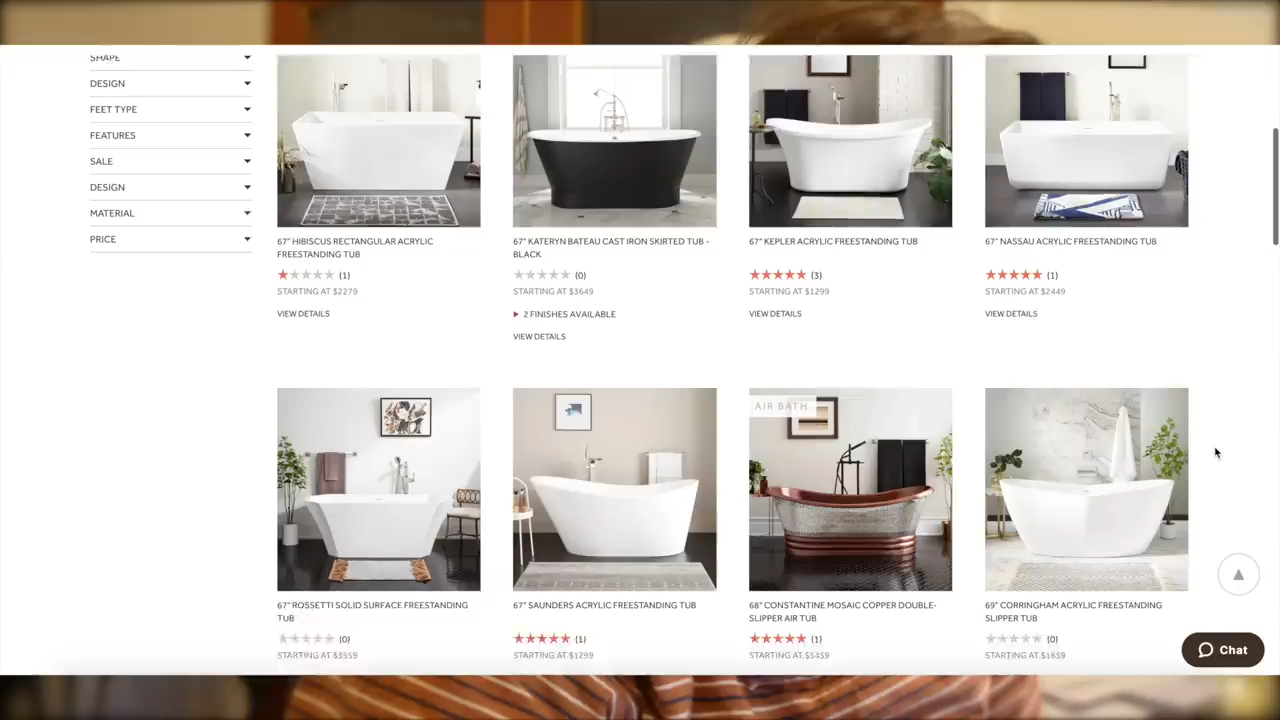 SHAPE
DESIGN
FEET TYPE
FEATURES
SALE
DESIGN
MATERIAL
PRICE
67" HIBISCUS RECTANGULAR ACRYLIC
FREESTANDING TUB
(1)
STARTING AT $2279
VIEW DETAILS
67" KATERYN BATEAU CAST IRON SKIRTED TUB -
BLACK
(0)
STARTING AT $3649
2 FINISHES AVAILABLE
VIEW DETAILS
67" KEPLER ACRYLIC FREESTANDING TUB
(3)
STARTING AT $1299
VIEW DETAILS
67" NASSAU ACRYLIC FREESTANDING TUB
(1)
STARTING AT $2449
VIEW DETAILS
67" ROSSETTI SOLID SURFACE FREESTANDING
TUB
(0)
STARTING AT $3559
67" SAUNDERS ACRYLIC FREESTANDING TUB
(1)
STARTING AT $1299
AIR BATH
68" CONSTANTINE MOSAIC COPPER DOUBLE-
SLIPPER AIR TUB
(1)
STARTING AT $5459
69" CORRINGHAM ACRYLIC FREESTANDING
SLIPPER TUB
(0)
STARTING AT $1659
Chat